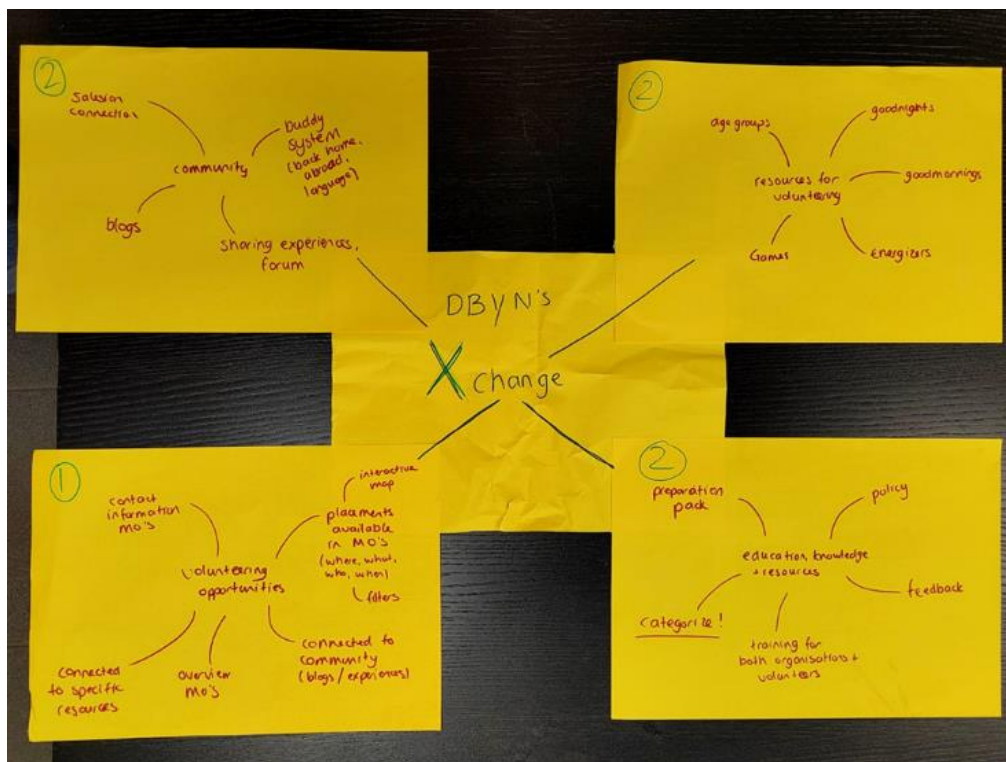 2
Salesian
connection
community
buddy
system
(back home,
abroad,
language)
blogs
sharing experiences,
forum
2
age groups
goodnights
resources for
volunteering
goodmornings
Games
Energizers
DBYN's
X change
1
contact
information
MO's
interactive
map
placments
available
in MO's
(where, what,
who, when)
filters
volunteering
opportunities
connected
to specific
resources
overview
MO's
connected to
community
(blogs/experiences)
2
preparation
pack
policy
education, knowledge
+ resources
feedback
categorize!
training for
both organisations +
volunteers